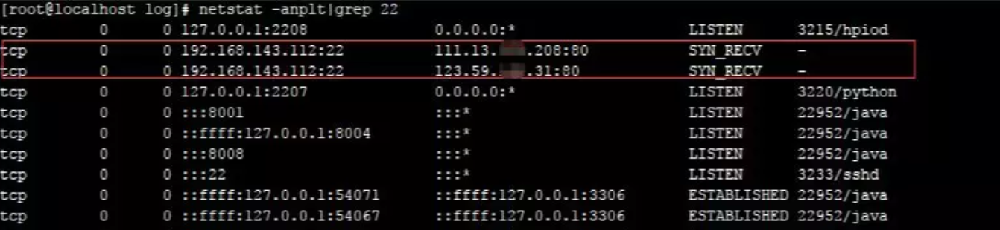 [root@localhost log]# netstat -anplt|grep 22
tcp 0 0 127.0.0.1:2208 0.0.0.0:* LISTEN 3215/hpiod
tcp 0 0 192.168.143.112:22 111.13. .208:80 SYN_RECV -
tcp 0 0 192.168.143.112:22 123.59. .31:80 SYN_RECV -
tcp 0 0 127.0.0.1:2207 0.0.0.0:* LISTEN 3220/python
tcp 0 0 :::8001 :::* LISTEN 22952/java
tcp 0 0 ::ffff:127.0.0.1:8004 :::* LISTEN 22952/java
tcp 0 0 :::8008 :::* LISTEN 22952/java
tcp 0 0 :::22 :::* LISTEN 3233/sshd
tcp 0 0 ::ffff:127.0.0.1:54071 ::ffff:127.0.0.1:3306 ESTABLISHED 22952/java
tcp 0 0 ::ffff:127.0.0.1:54067 ::ffff:127.0.0.1:3306 ESTABLISHED 22952/java